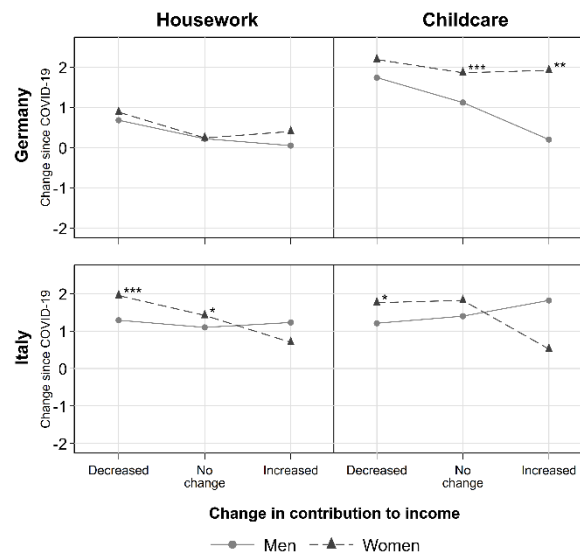 Housework Childcare
Germany
Change since COVID-19
2
1
0
-1
-2
***
**
Italy
Change since COVID-19
2
1
0
-1
-2
***
*
*
Decreased No change Increased Decreased No change Increased
Change in contribution to income
Men Women